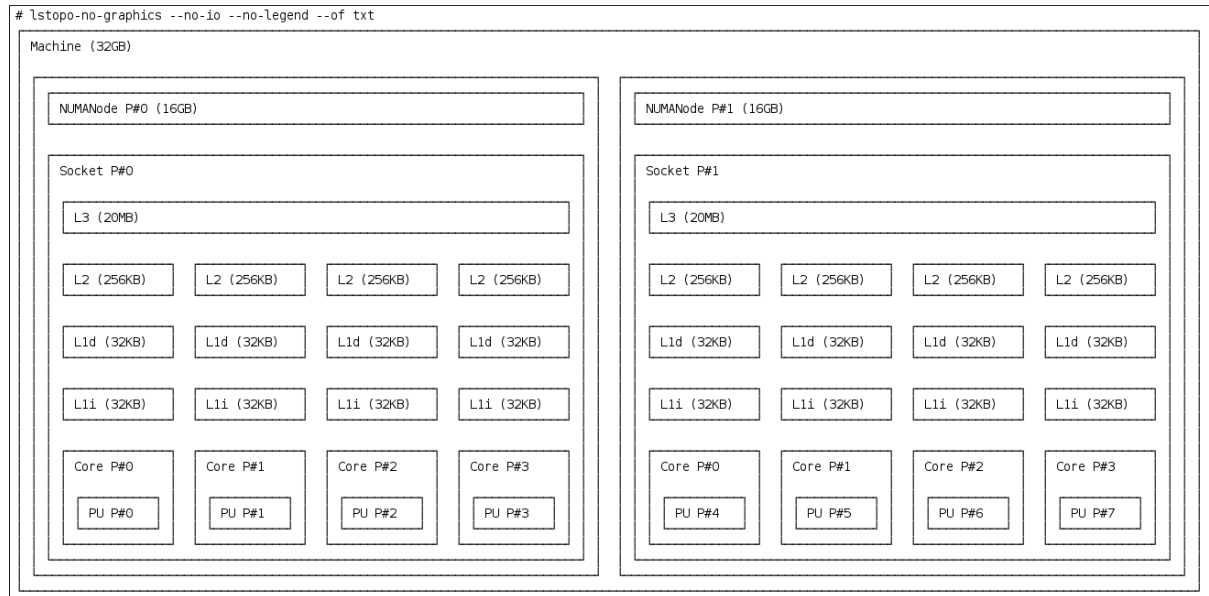 # lstopo-no-graphics --no-io --no-legend --of txt
Machine (32GB)
NUMANode P#0 (16GB) NUMANode P#1 (16GB)
Socket P#0 Socket P#1
L3 (20MB) L3 (20MB)
L2 (256KB) L2 (256KB) L2 (256KB) L2 (256KB) L2 (256KB) L2 (256KB) L2 (256KB) L2 (256KB)
L1d (32KB) L1d (32KB) L1d (32KB) L1d (32KB) L1d (32KB) L1d (32KB) L1d (32KB) L1d (32KB)
L1i (32KB) L1i (32KB) L1i (32KB) L1i (32KB) L1i (32KB) L1i (32KB) L1i (32KB) L1i (32KB)
Core P#0 Core P#1 Core P#2 Core P#3 Core P#0 Core P#1 Core P#2 Core P#3
PU P#0 PU P#1 PU P#2 PU P#3 PU P#4 PU P#5 PU P#6 PU P#7